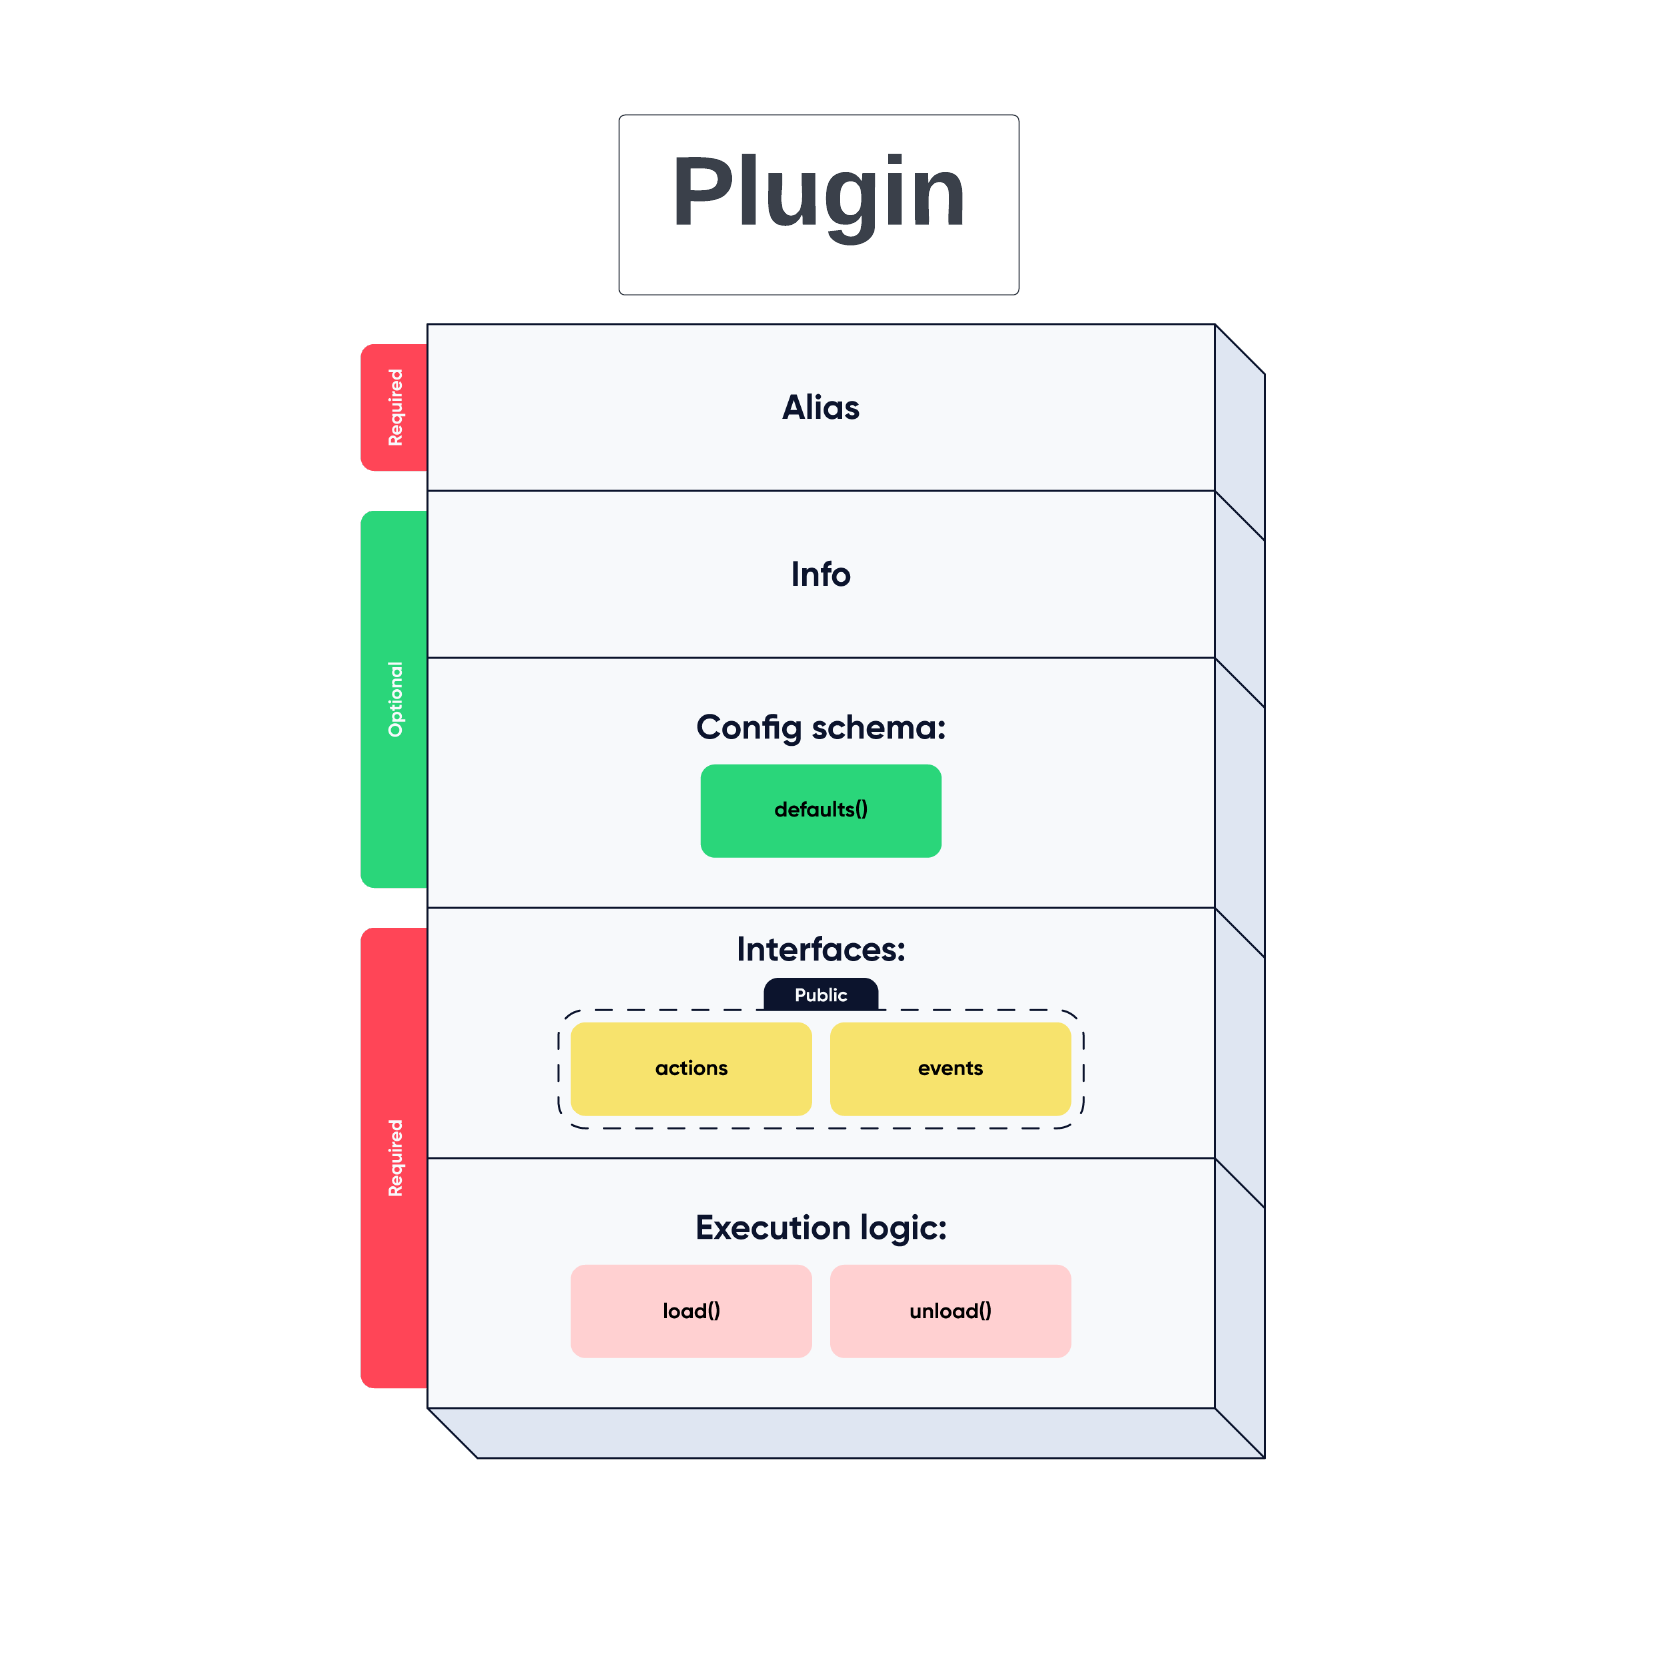 Plugin
Required
Alias
Optional
Info
Config schema:
defaults()
Required
Interfaces:
Public
actions
events
Execution logic:
load()
unload()